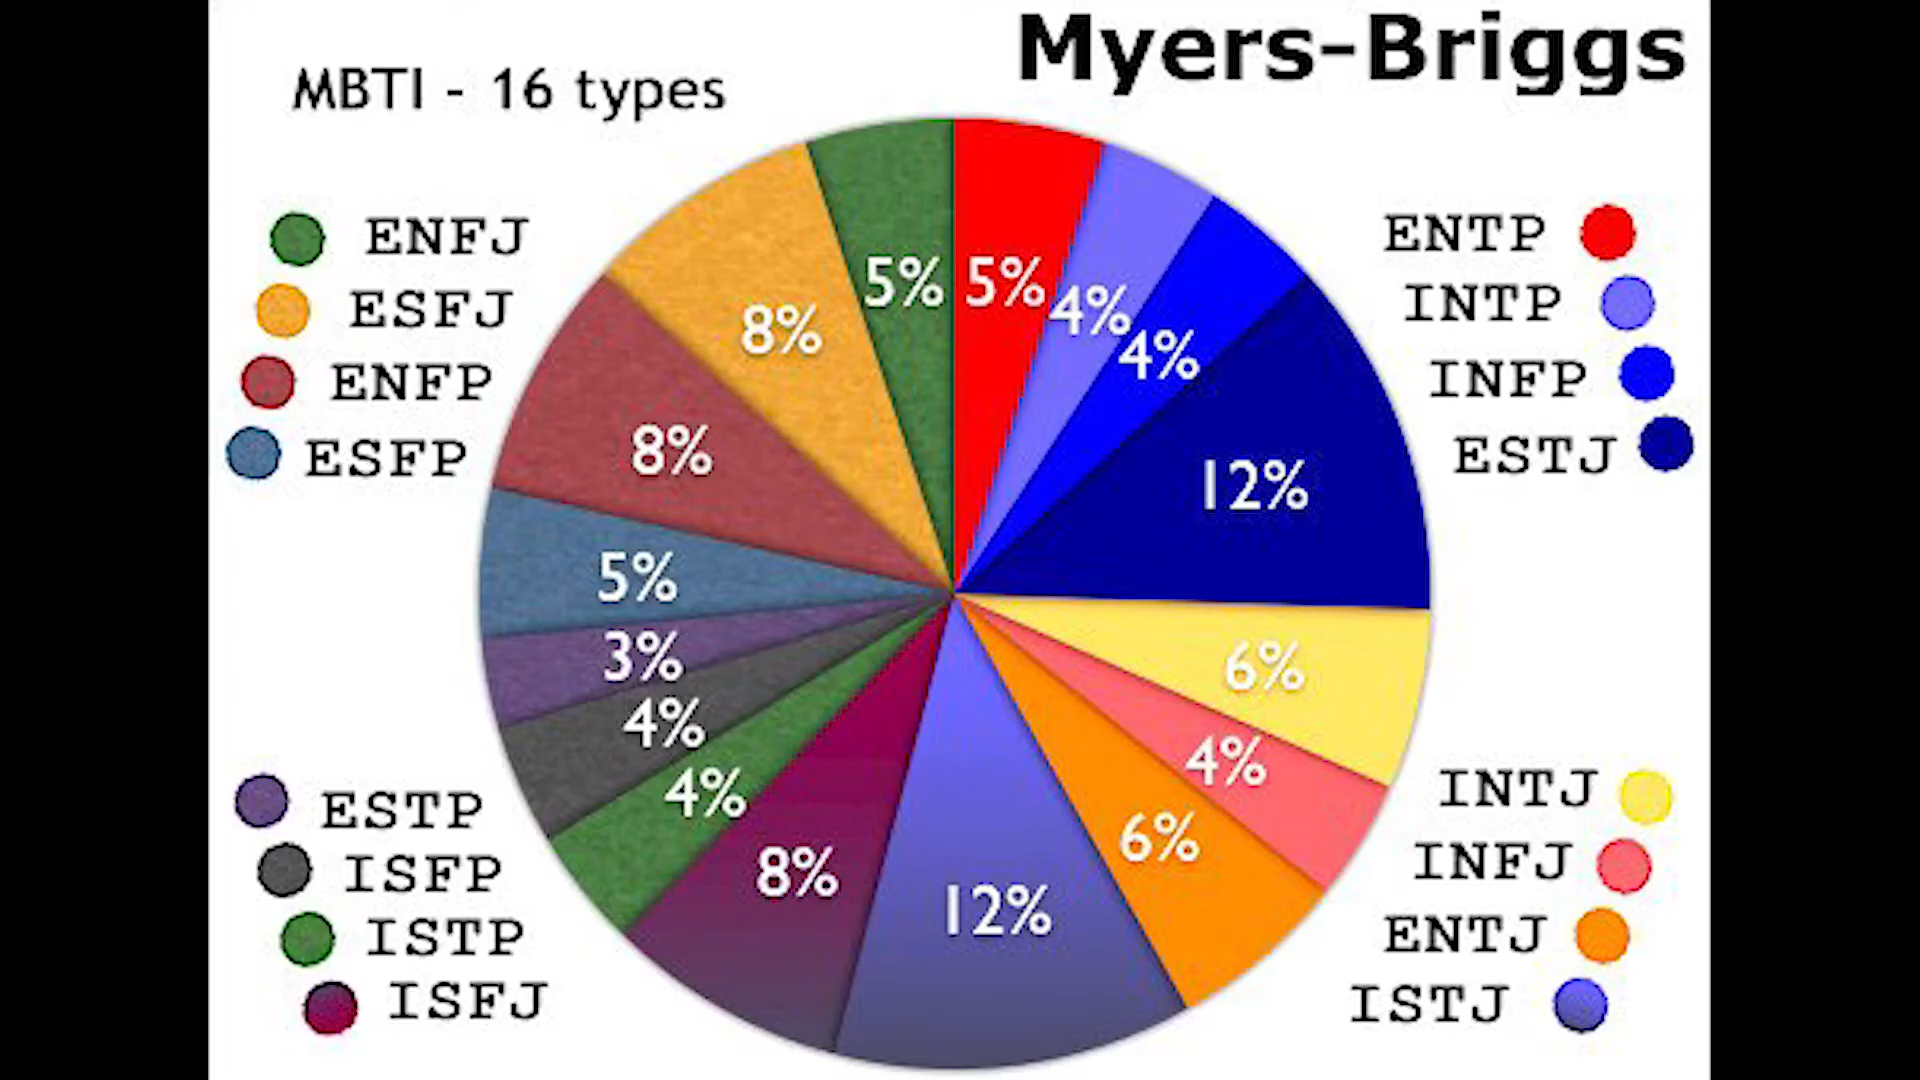 Myers-Briggs
MBTI - 16 types
ENFJ
ESFJ
ENFP
ESFP
ESTP
ISFP
ISTP
ISFJ
5%
5%
4%
4%
12%
6%
4%
6%
12%
8%
4%
4%
3%
5%
8%
8%
ENTP
INTP
INFP
ESTJ
INTJ
INFJ
ENTJ
ISTJ